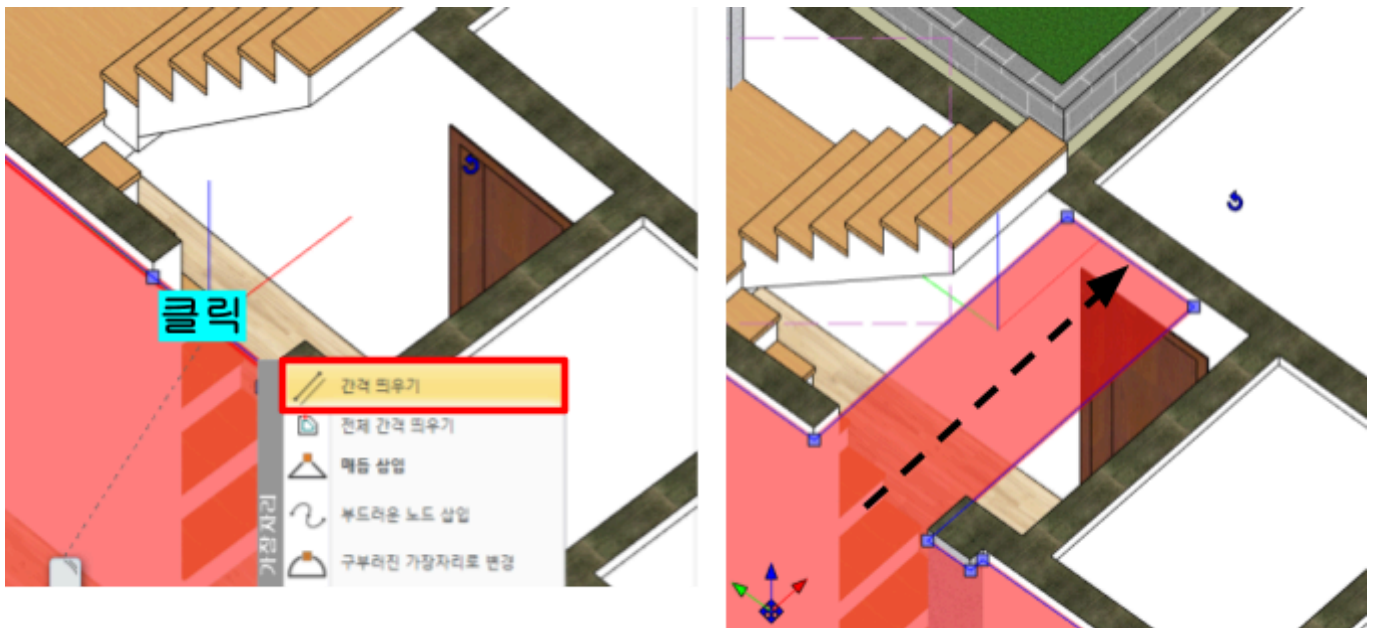 클릭
간격 띄우기
전체 간격 띄우기
매듭 삽입
부드러운 노드 삽입
구부러진 가장자리로 변경
가장자리